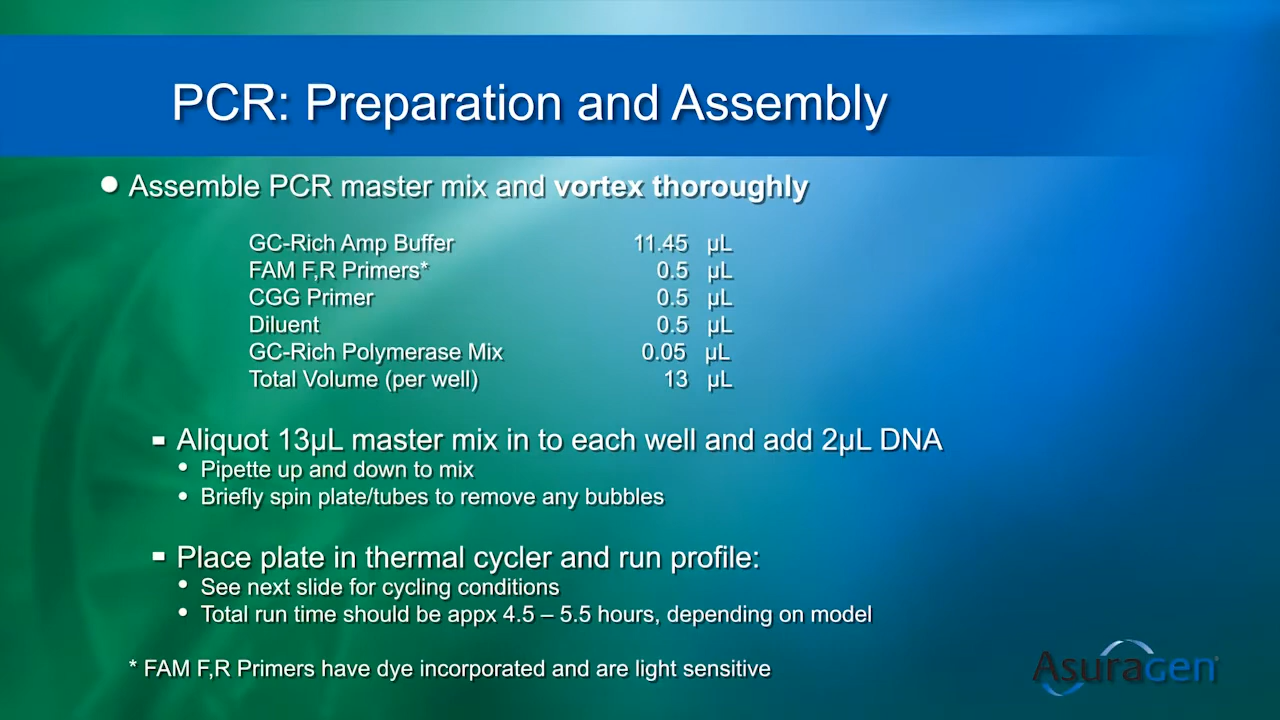 PCR: Preparation and Assembly
Assemble PCR master mix and vortex thoroughly
GC-Rich Amp Buffer 11.45 µL
FAM F,R Primers* 0.5 µL
CGG Primer 0.5 µL
Diluent 0.5 µL
GC-Rich Polymerase Mix 0.05 µL
Total Volume (per well) 13 µL
Aliquot 13µL master mix in to each well and add 2µL DNA
Pipette up and down to mix
Briefly spin plate/tubes to remove any bubbles
Place plate in thermal cycler and run profile:
See next slide for cycling conditions
Total run time should be appx 4.5 – 5.5 hours, depending on model
* FAM F,R Primers have dye incorporated and are light sensitive
Asuragen